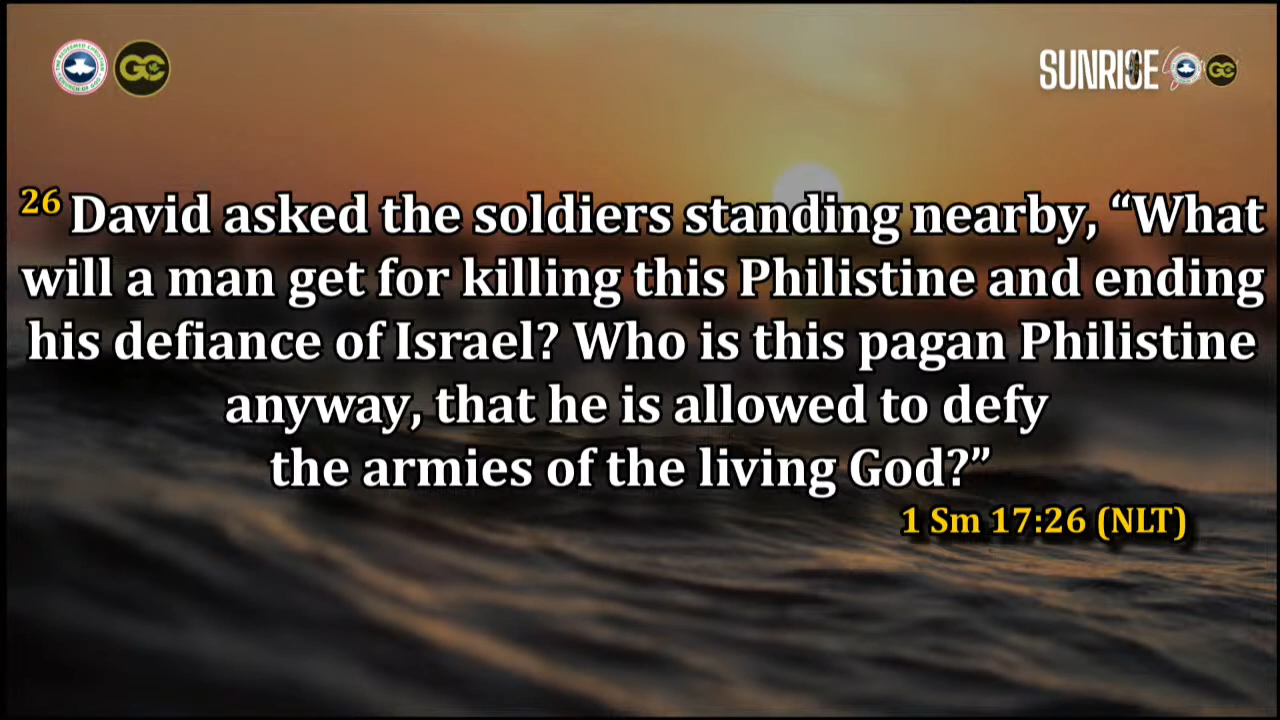 SUNRISE
GC
GC
26 David asked the soldiers standing nearby, “What
will a man get for killing this Philistine and ending
his defiance of Israel? Who is this pagan Philistine
anyway, that he is allowed to defy
the armies of the living God?”
1 Sm 17:26 (NLT)